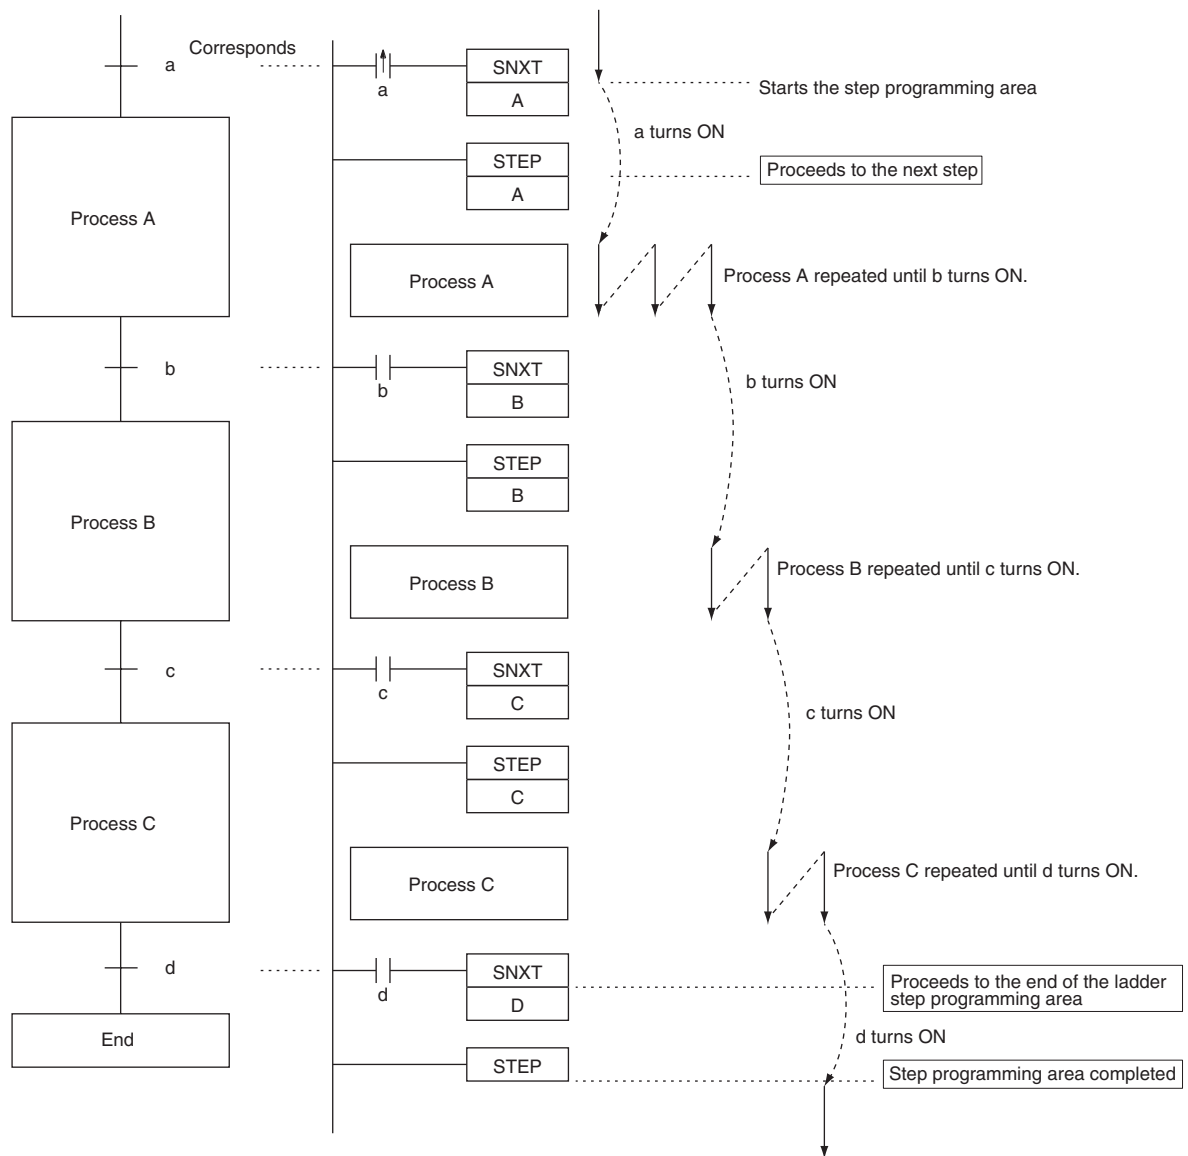 Corresponds
a
a
SNXT
A
Starts the step programming area
a turns ON
STEP
A
Proceeds to the next step
Process A
Process A
Process A repeated until b turns ON.
b
b
SNXT
B
b turns ON
STEP
B
Process B
Process B
Process B repeated until c turns ON.
c
c
SNXT
C
c turns ON
STEP
C
Process C
Process C
Process C repeated until d turns ON.
d
d
SNXT
D
Proceeds to the end of the ladder
step programming area
End
d turns ON
STEP
Step programming area completed